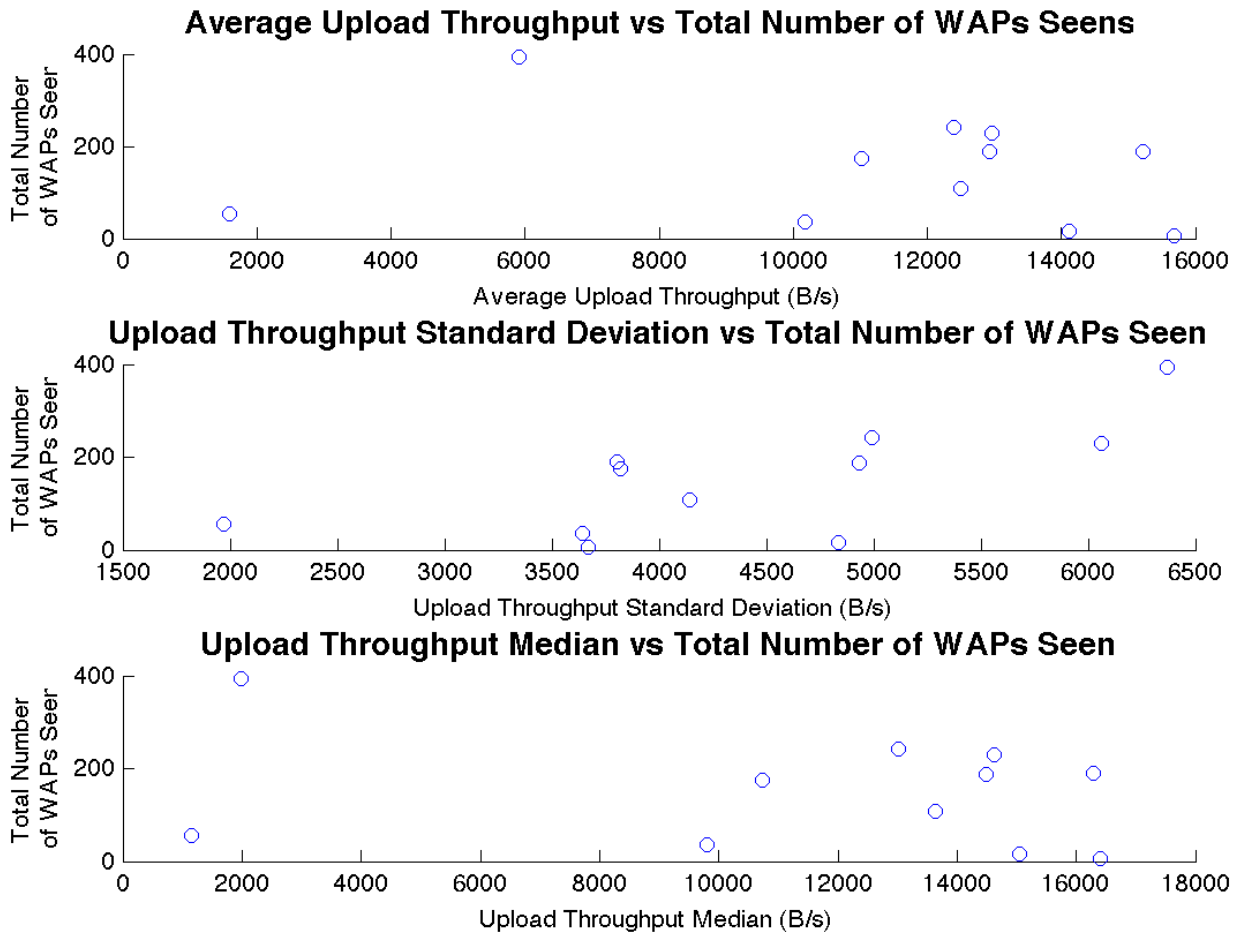 Average Upload Throughput vs Total Number of WAPs Seens
Total Number
of WAPs Seer
400
200
0
0 2000 4000 6000 8000 10000 12000 14000 16000
Average Upload Throughput (B/s)
Upload Throughput Standard Deviation vs Total Number of WAPs Seen
Total Number
of WAPs Seer
400
200
0
1500 2000 2500 3000 3500 4000 4500 5000 5500 6000 6500
Upload Throughput Standard Deviation (B/s)
Upload Throughput Median vs Total Number of WAPs Seen
Total Number
of WAPs Seer
400
200
0
0 2000 4000 6000 8000 10000 12000 14000 16000 18000
Upload Throughput Median (B/s)